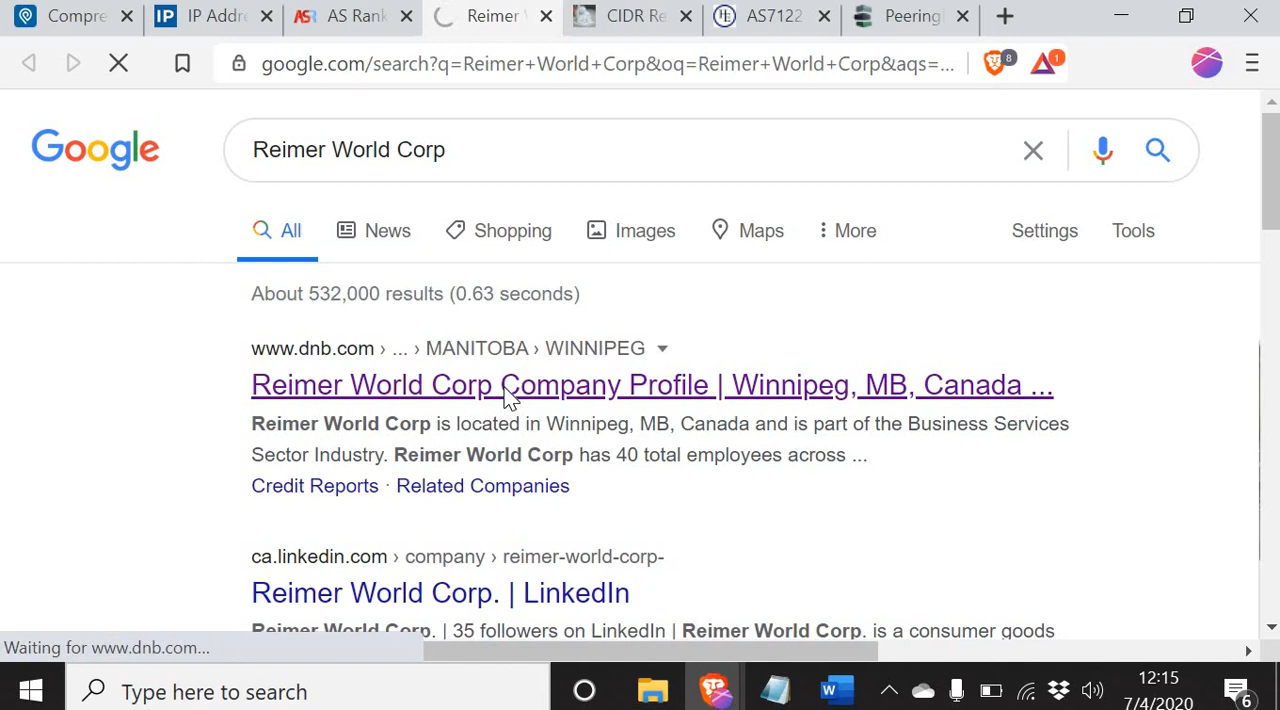 Compre
IP
IP Addre
ASR
AS Rank
Reimer W
CIDR Re
HE
AS7122
Peering
google.com/search?q=Reimer+World+Corp&oq=Reimer+World+Corp&aqs=...
8
1
Google
Reimer World Corp
All
News
Shopping
Images
Maps
More
Settings
Tools
About 532,000 results (0.63 seconds)
www.dnb.com › ... › MANITOBA › WINNIPEG
Reimer World Corp Company Profile | Winnipeg, MB, Canada ...
Reimer World Corp is located in Winnipeg, MB, Canada and is part of the Business Services
Sector Industry. Reimer World Corp has 40 total employees across ...
Credit Reports · Related Companies
ca.linkedin.com › company › reimer-world-corp-
Reimer World Corp. | LinkedIn
Reimer World Corp. | 35 followers on LinkedIn | Reimer World Corp. is a consumer goods
Waiting for www.dnb.com...
Type here to search
W
12:15
7/4/2020
6